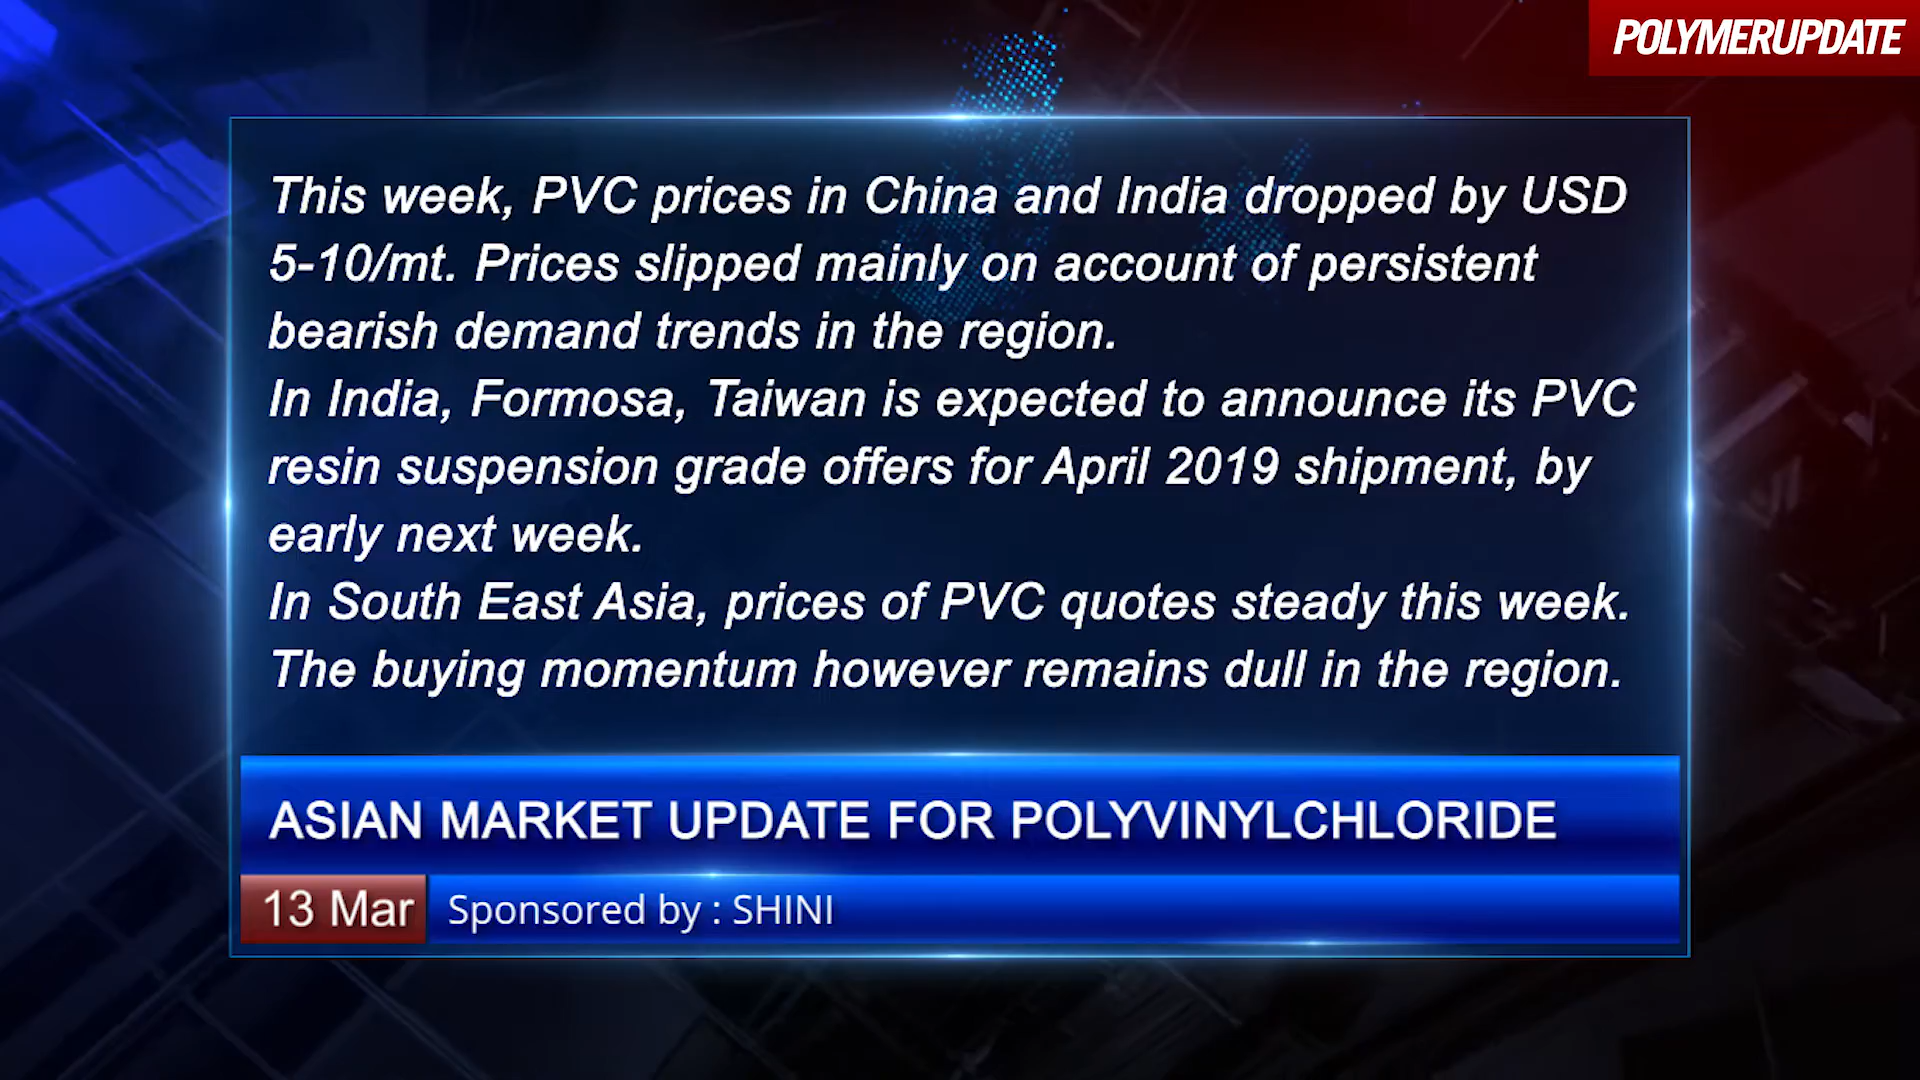 POLYMERUPDATE
This week, PVC prices in China and India dropped by USD
5-10/mt. Prices slipped mainly on account of persistent
bearish demand trends in the region.
In India, Formosa, Taiwan is expected to announce its PVC
resin suspension grade offers for April 2019 shipment, by
early next week.
In South East Asia, prices of PVC quotes steady this week.
The buying momentum however remains dull in the region.
ASIAN MARKET UPDATE FOR POLYVINYLCHLORIDE
13 Mar Sponsored by : SHINI